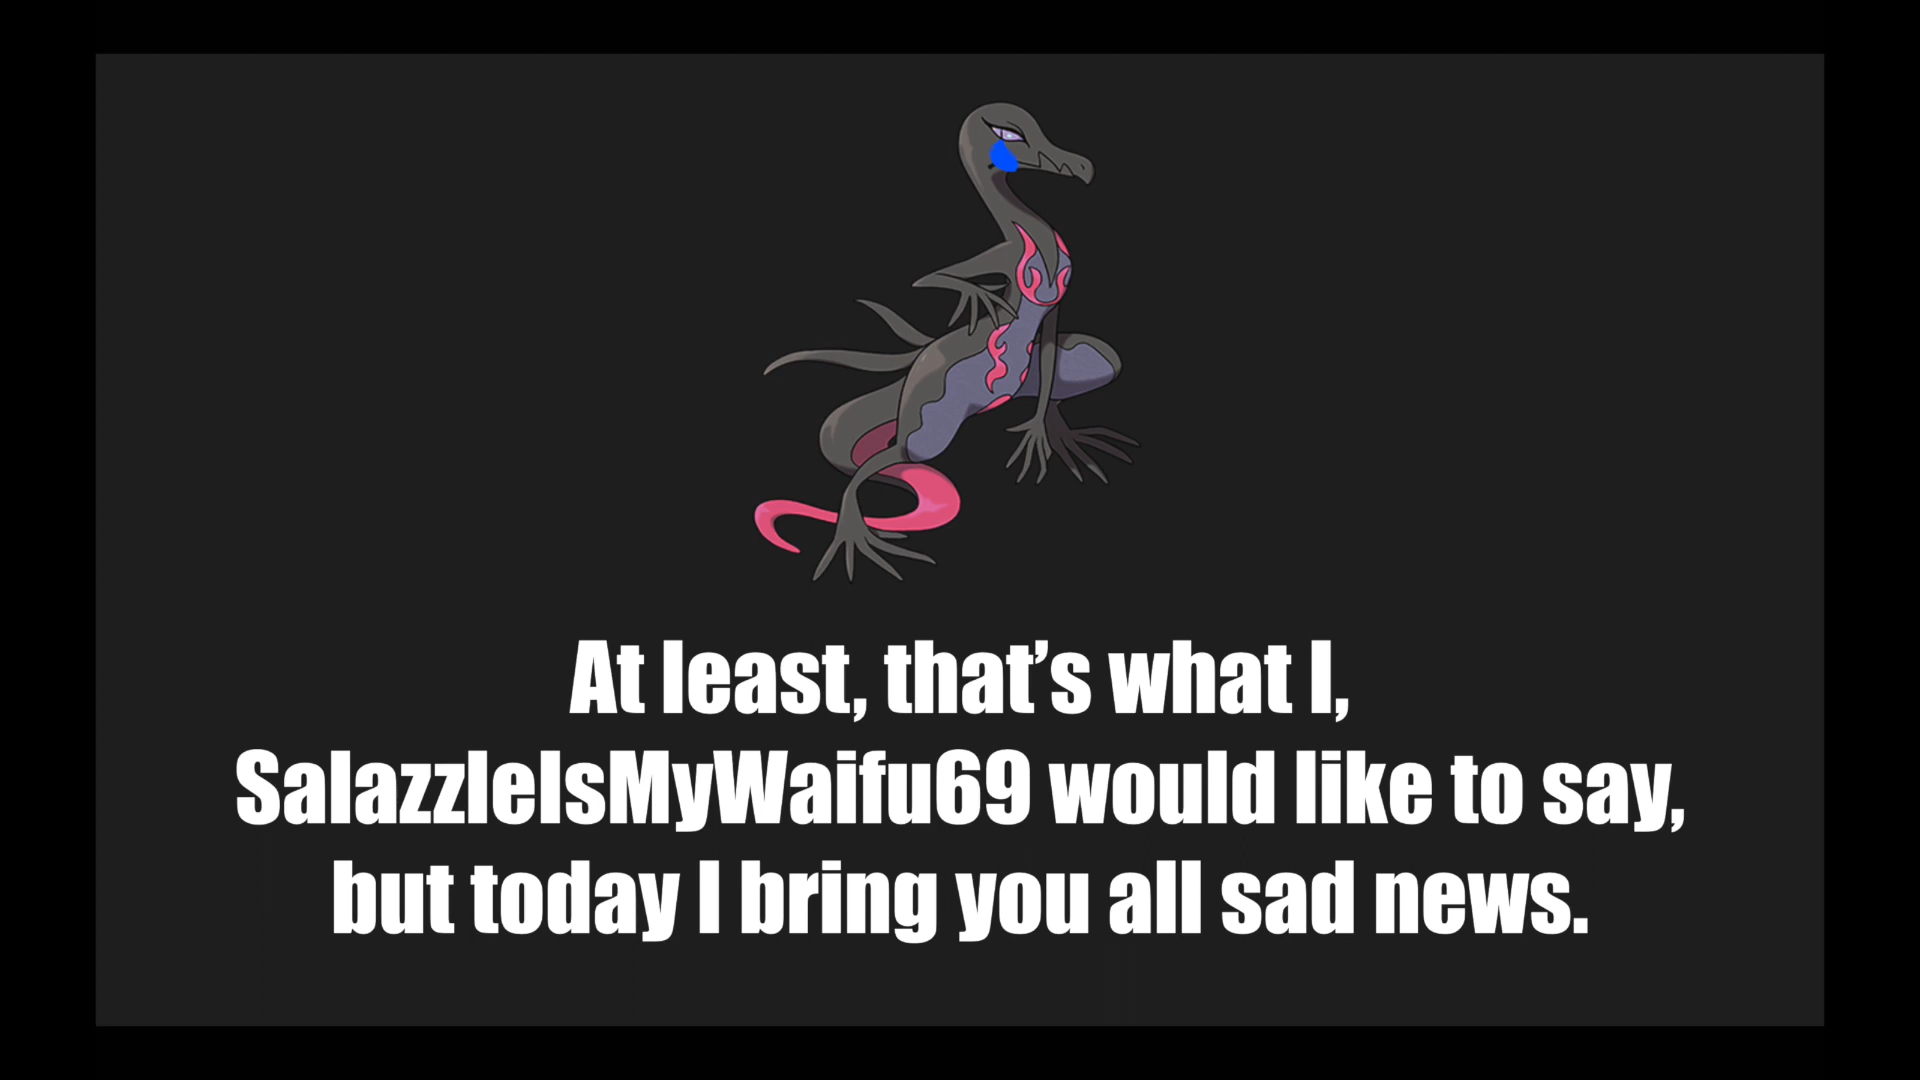 At least, that’s what I,
SalazzleIsMyWaifu69 would like to say,
but today I bring you all sad news.